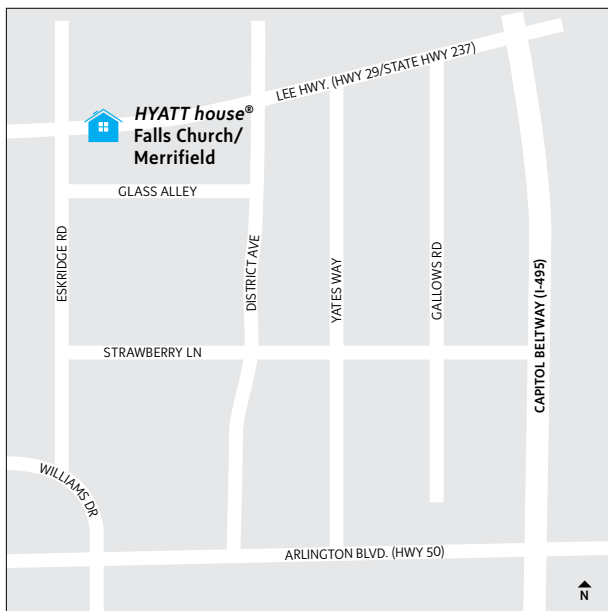 LEE HWY. (HWY 29/STATE HWY 237)
HYATT house®
Falls Church/
Merrifield
GLASS ALLEY
ESKRIDGE RD
DISTRICT AVE
YATES WAY
GALLOWS RD
CAPITOL BELTWAY (I-495)
STRAWBERRY LN
WILLIAMS DR
ARLINGTON BLVD. (HWY 50)
N